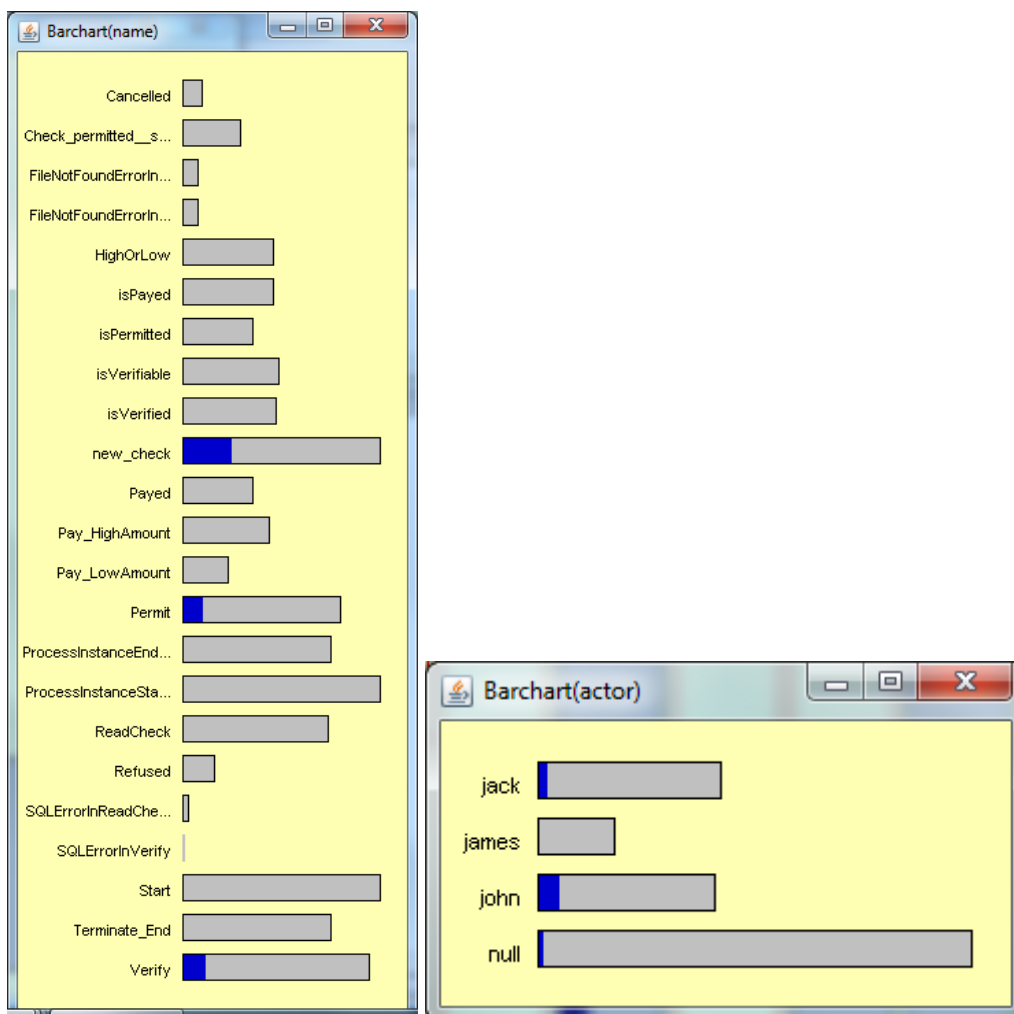 Barchart(name)
Cancelled
Check_permitted__s...
FileNotFoundErrorIn...
FileNotFoundErrorIn...
HighOrLow
isPayed
isPermitted
isVerifiable
isVerified
new_check
Payed
Pay_HighAmount
Pay_LowAmount
Permit
ProcessInstanceEnd...
ProcessInstanceSta...
ReadCheck
Refused
SQLErrorInReadChe...
SQLErrorInVerify
Start
Terminate_End
Verify
Barchart(actor)
jack
james
john
null